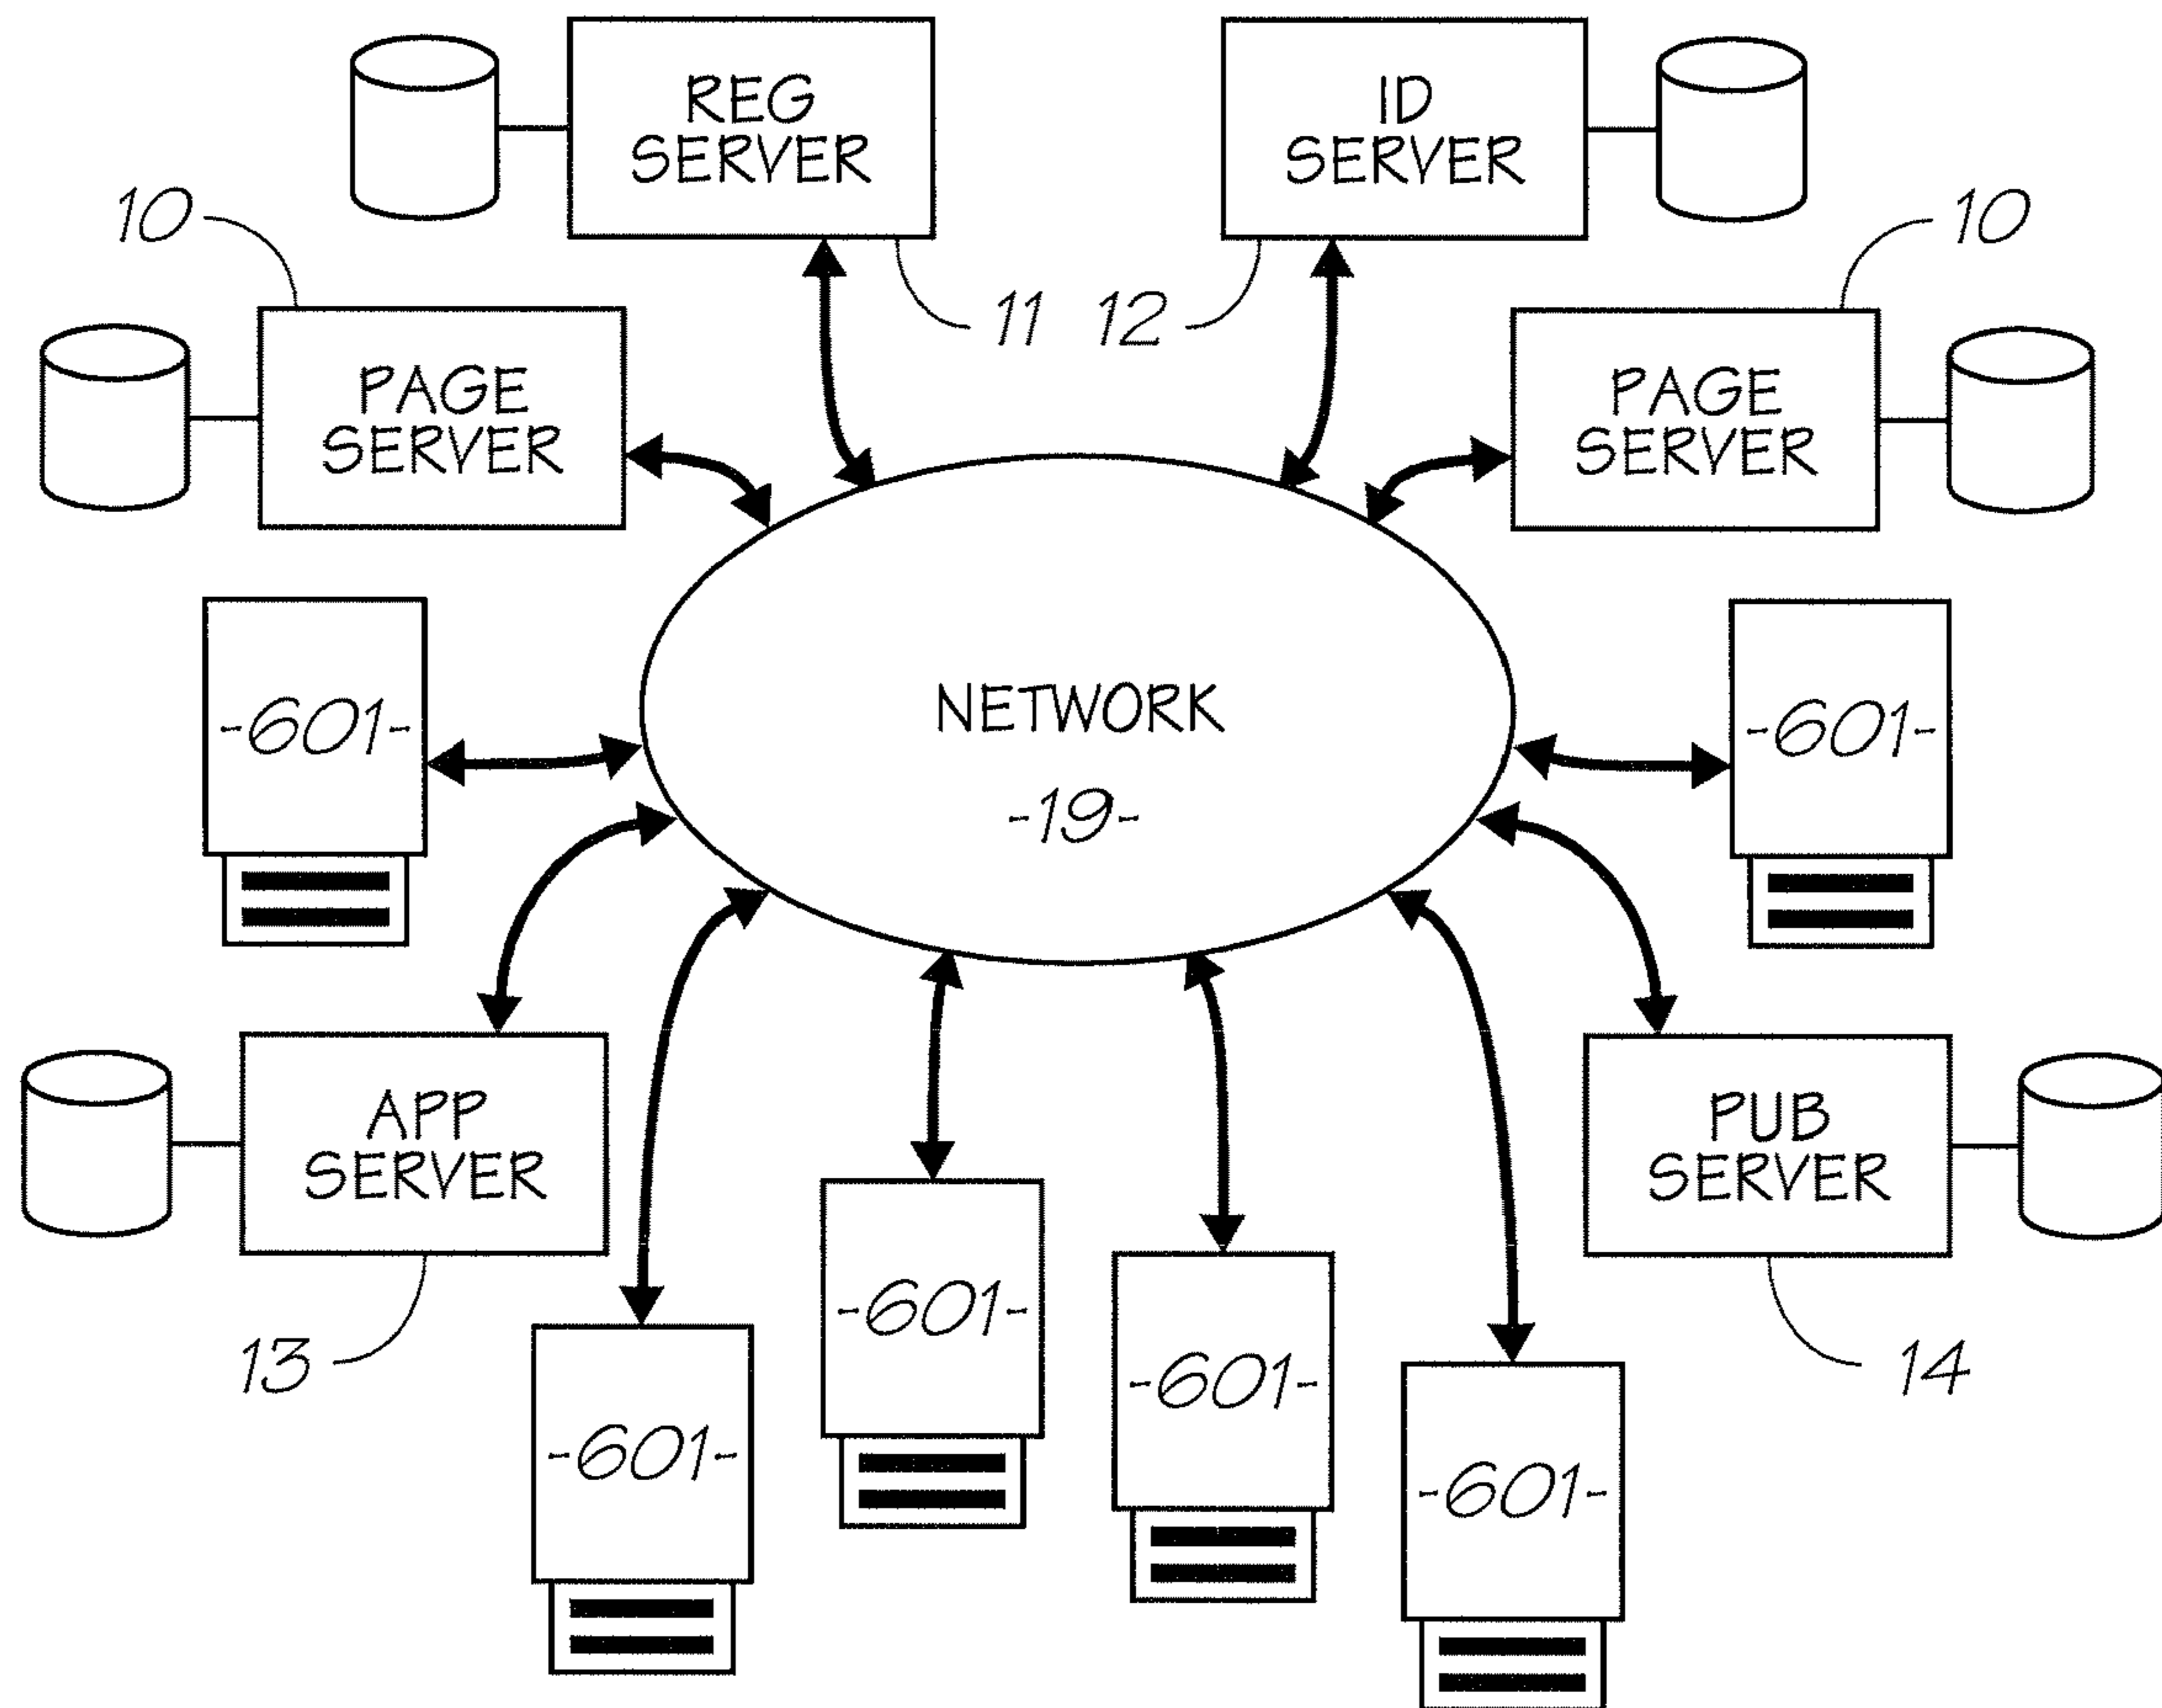 REG
SERVER
ID
SERVER
10
10
11
12
PAGE
SERVER
PAGE
SERVER
-601-
NETWORK
-19-
-601-
APP
SERVER
PUB
SERVER
13
-601-
-601-
-601-
-601-
14